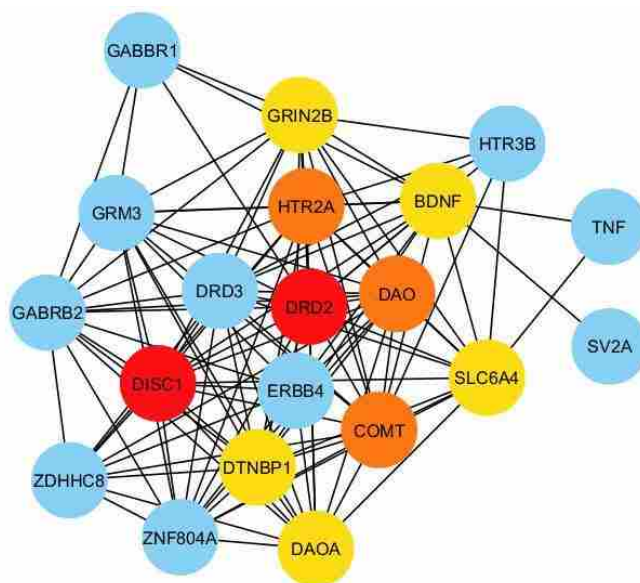 GABBR1
GRIN2B
HTR3B
BDNF
HTR2A
GRM3
TNF
DRD3
DRD2
DAO
GABRB2
SV2A
DISC1
ERBB4
SLC6A4
COMT
DTNBP1
ZDHHC8
ZNF804A
DAOA